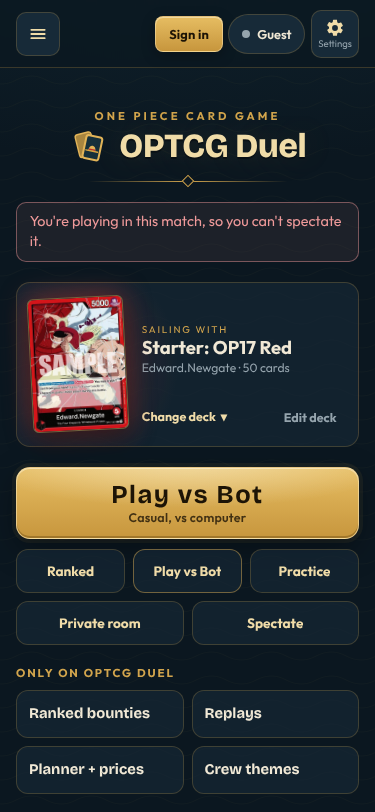 Sign in
Guest
Settings
ONE PIECE CARD GAME
OPTCG Duel
You're playing in this match, so you can't spectate
it.
5000
SAMPLE
Edward.Newgate
SAILING WITH
Starter: OP17 Red
Edward.Newgate · 50 cards
Change deck ▾
Edit deck
Play vs Bot
Casual, vs computer
Ranked
Play vs Bot
Practice
Private room
Spectate
ONLY ON OPTCG DUEL
Ranked bounties
Replays
Planner + prices
Crew themes